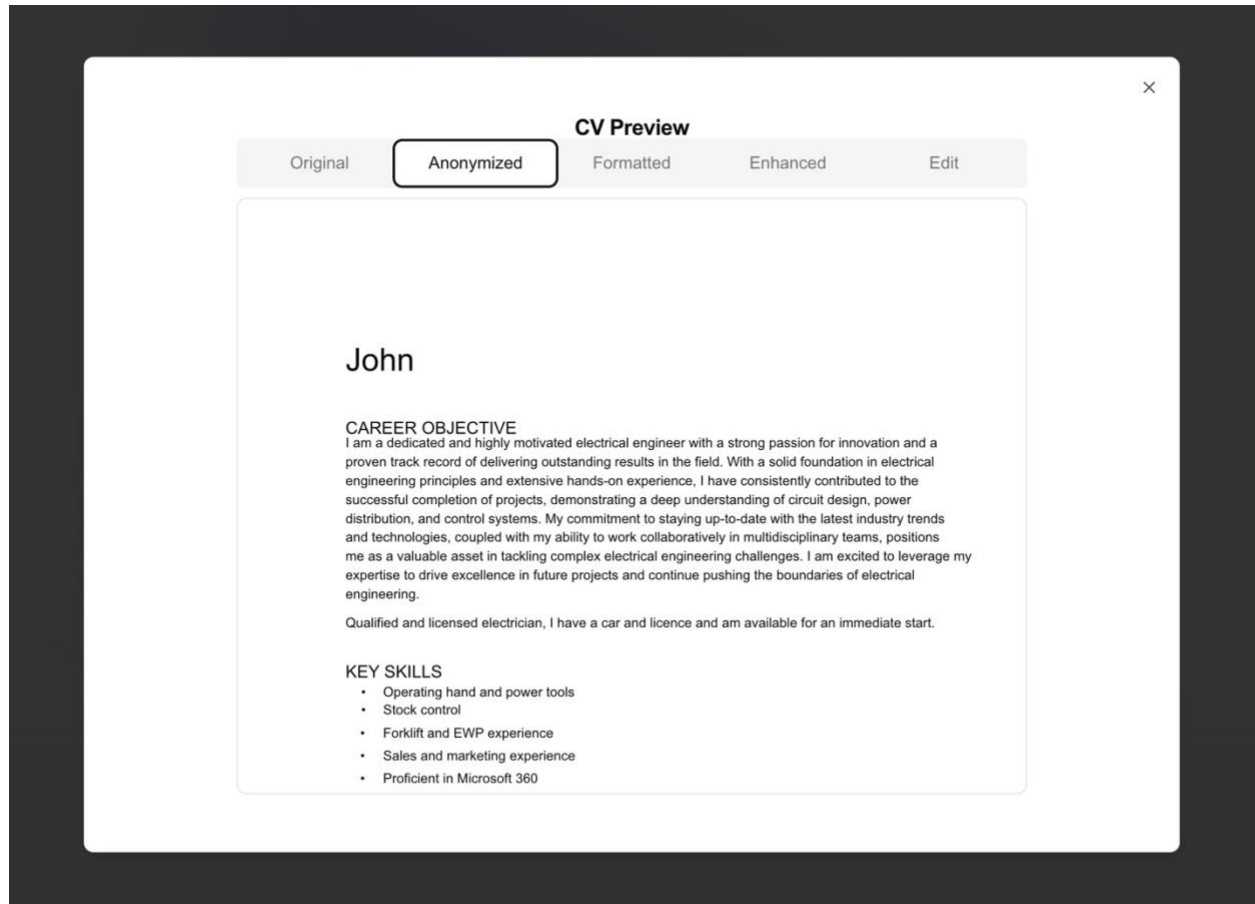 CV Preview
Original Anonymized Formatted Enhanced Edit
John
CAREER OBJECTIVE
I am a dedicated and highly motivated electrical engineer with a strong passion for innovation and a
proven track record of delivering outstanding results in the field. With a solid foundation in electrical
engineering principles and extensive hands-on experience, I have consistently contributed to the
successful completion of projects, demonstrating a deep understanding of circuit design, power
distribution, and control systems. My commitment to staying up-to-date with the latest industry trends
and technologies, coupled with my ability to work collaboratively in multidisciplinary teams, positions
me as a valuable asset in tackling complex electrical engineering challenges. I am excited to leverage my
expertise to drive excellence in future projects and continue pushing the boundaries of electrical
engineering.
Qualified and licensed electrician, I have a car and licence and am available for an immediate start.
KEY SKILLS
• Operating hand and power tools
• Stock control
• Forklift and EWP experience
• Sales and marketing experience
• Proficient in Microsoft 360